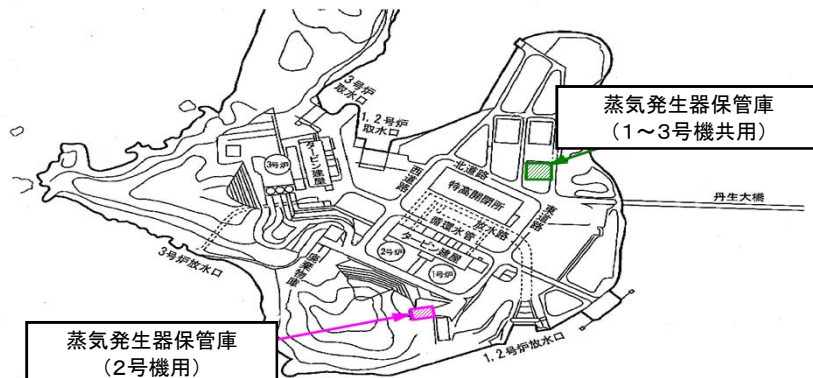 3号炉
取水口
1,2号炉
取水口
蒸気発生器保管庫
(1~3号機共用)
3号炉
タービン建屋
西道路
北道路
特高開閉所
東道路
丹生大橋
循環水管
放水路
タービン建屋
2号炉
1号炉
3号炉放水口
廃棄物庫
蒸気発生器保管庫
(2号機用)
1,2号炉放水口